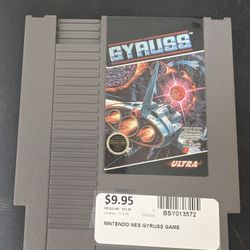 GYRUSS
ULTRA
$9.95
BSY013572
NINTENDO NES GYRUSS GAME